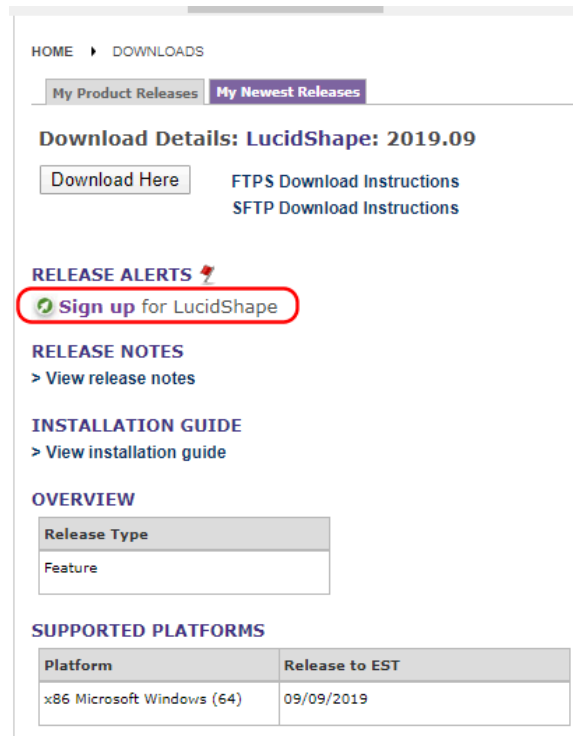 HOME DOWNLOADS
My Product Releases My Newest Releases
Download Details: LucidShape: 2019.09
Download Here FTPS Download Instructions
SFTP Download Instructions
RELEASE ALERTS
Sign up for LucidShape
RELEASE NOTES
> View release notes
INSTALLATION GUIDE
> View installation guide
OVERVIEW
Release Type
Feature
SUPPORTED PLATFORMS
Platform Release to EST
x86 Microsoft Windows (64) 09/09/2019